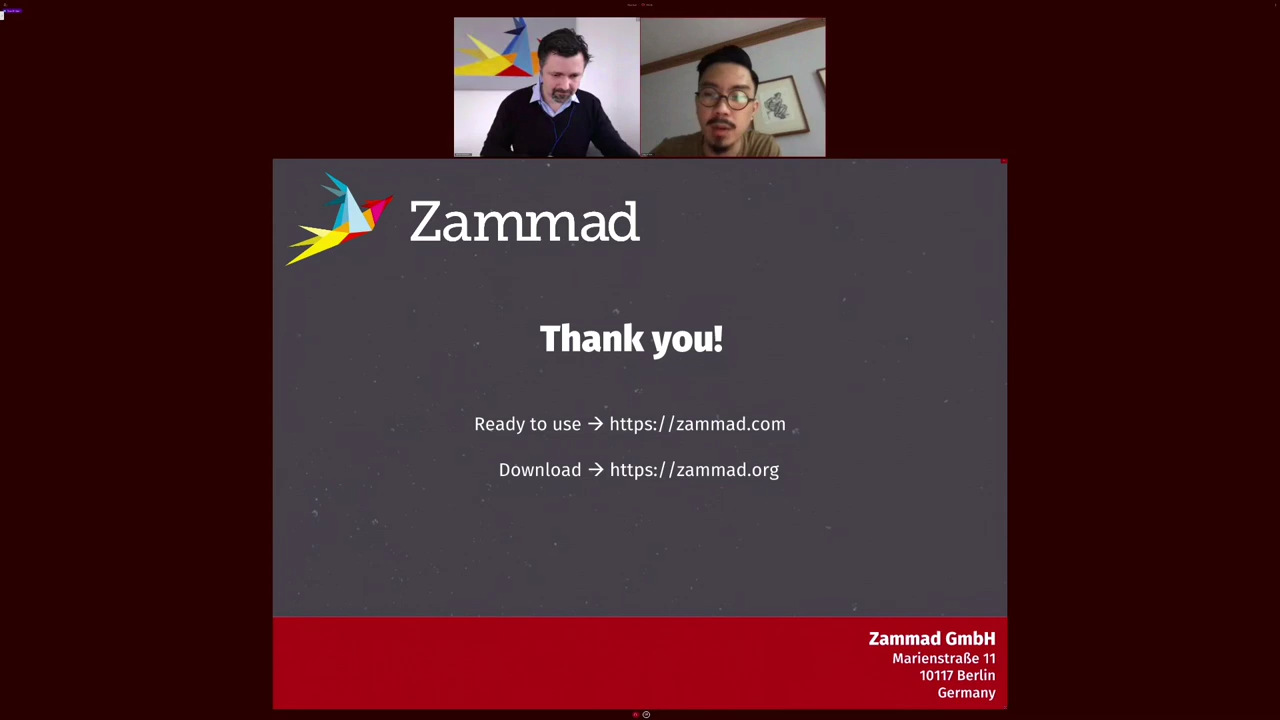 Zammad
Thank you!
Ready to use → https://zammad.com
Download → https://zammad.org
Zammad GmbH
Marienstraße 11
10117 Berlin
Germany